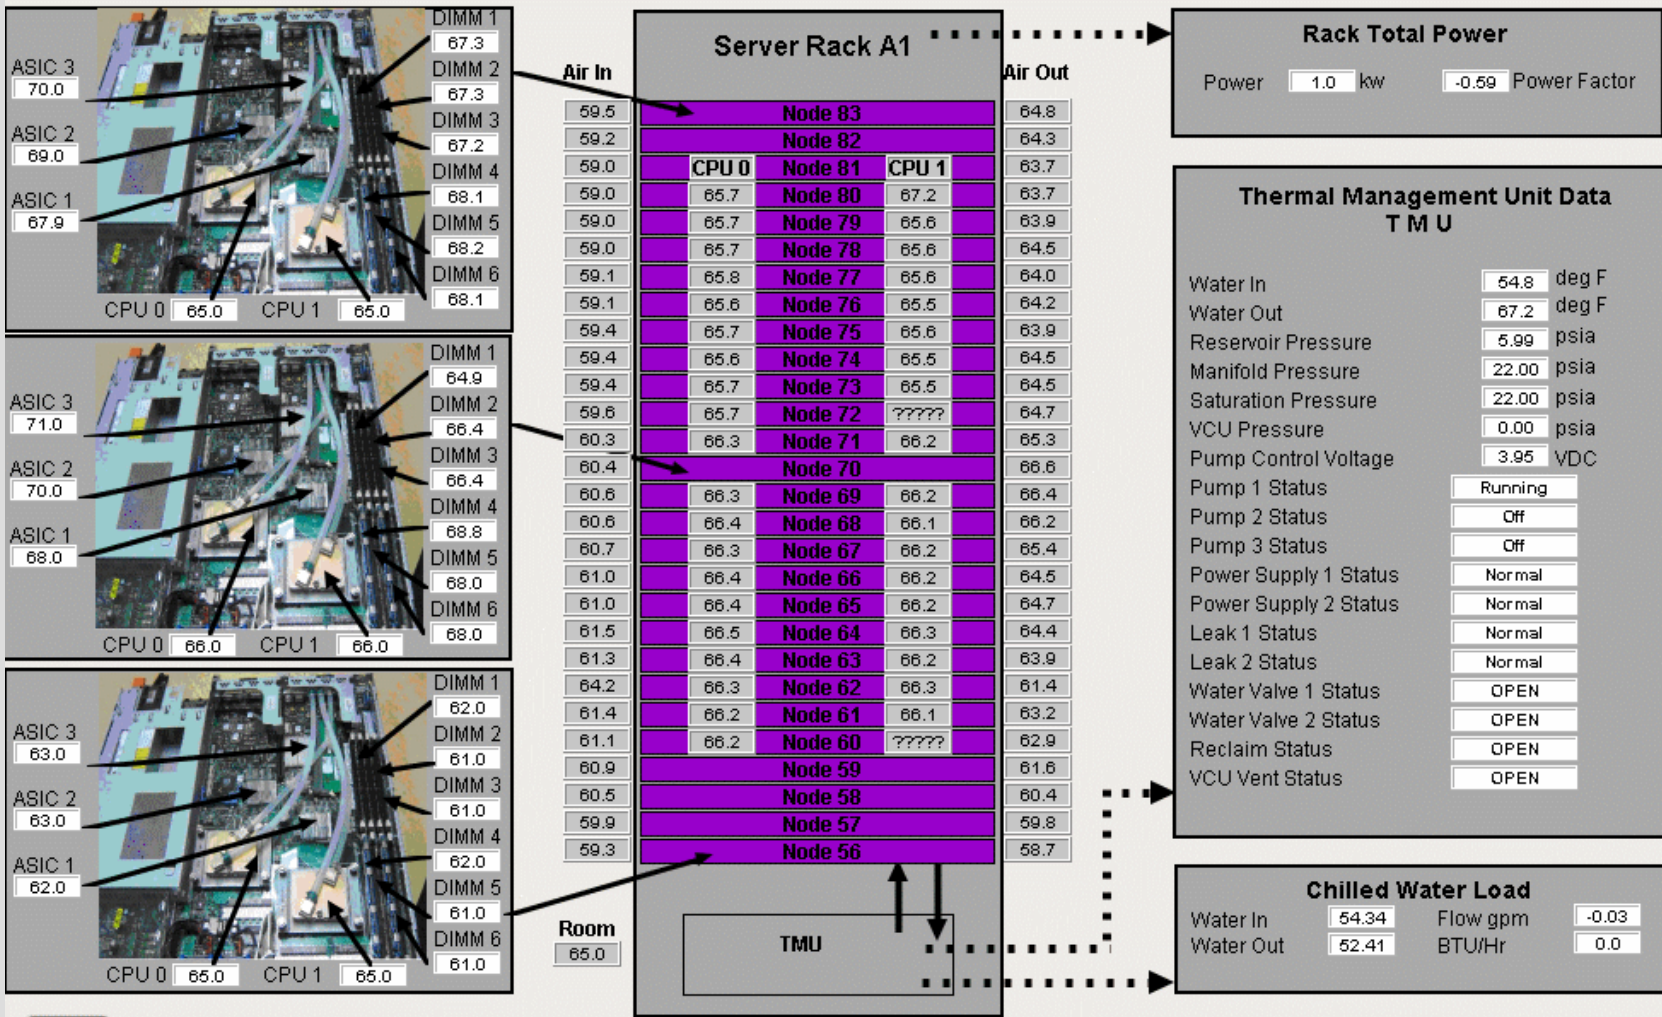 DIMM 1
67.3
ASIC 3
70.0
DIMM 2
67.3
DIMM 3
67.2
ASIC 2
69.0
DIMM 4
68.1
ASIC 1
67.9
DIMM 5
68.2
DIMM 6
68.1
CPU 0 65.0 CPU 1 65.0
DIMM 1
64.9
ASIC 3
71.0
DIMM 2
66.4
DIMM 3
66.4
ASIC 2
70.0
DIMM 4
68.8
ASIC 1
68.0
DIMM 5
68.0
DIMM 6
68.0
CPU 0 66.0 CPU 1 66.0
DIMM 1
62.0
ASIC 3
63.0
DIMM 2
61.0
DIMM 3
61.0
ASIC 2
63.0
DIMM 4
62.0
ASIC 1
62.0
DIMM 5
61.0
DIMM 6
61.0
CPU 0 65.0 CPU 1 65.0
Server Rack A1
Air In Air Out
59.5 Node 83 64.8
59.2 Node 82 64.3
59.0 CPU 0 Node 81 CPU 1 63.7
59.0 65.7 Node 80 67.2 63.7
59.0 65.7 Node 79 65.6 63.9
59.0 65.7 Node 78 65.6 64.5
59.1 65.8 Node 77 65.6 64.0
59.1 65.6 Node 76 65.5 64.2
59.4 65.7 Node 75 65.6 63.9
59.4 65.6 Node 74 65.5 64.5
59.4 65.7 Node 73 65.5 64.5
59.6 65.7 Node 72 ????? 64.7
60.3 66.3 Node 71 66.2 65.3
60.4 Node 70 66.6
60.6 66.3 Node 69 66.2 66.4
60.6 66.4 Node 68 66.1 66.2
60.7 66.3 Node 67 66.2 65.4
61.0 66.4 Node 66 66.2 64.5
61.0 66.4 Node 65 66.2 64.7
61.5 66.5 Node 64 66.3 64.4
61.3 66.4 Node 63 66.2 63.9
64.2 66.3 Node 62 66.3 61.4
61.4 66.2 Node 61 66.1 63.2
61.1 66.2 Node 60 ????? 62.9
60.9 Node 59 61.6
60.5 Node 58 60.4
59.9 Node 57 59.8
59.3 Node 56 58.7
Room
65.0
TMU
Rack Total Power
Power 1.0 kw -0.59 Power Factor
Thermal Management Unit Data
T M U
Water In 54.8 deg F
Water Out 67.2 deg F
Reservoir Pressure 5.99 psia
Manifold Pressure 22.00 psia
Saturation Pressure 22.00 psia
VCU Pressure 0.00 psia
Pump Control Voltage 3.95 VDC
Pump 1 Status Running
Pump 2 Status Off
Pump 3 Status Off
Power Supply 1 Status Normal
Power Supply 2 Status Normal
Leak 1 Status Normal
Leak 2 Status Normal
Water Valve 1 Status OPEN
Water Valve 2 Status OPEN
Reclaim Status OPEN
VCU Vent Status OPEN
Chilled Water Load
Water In 54.34 Flow gpm -0.03
Water Out 52.41 BTU/Hr 0.0